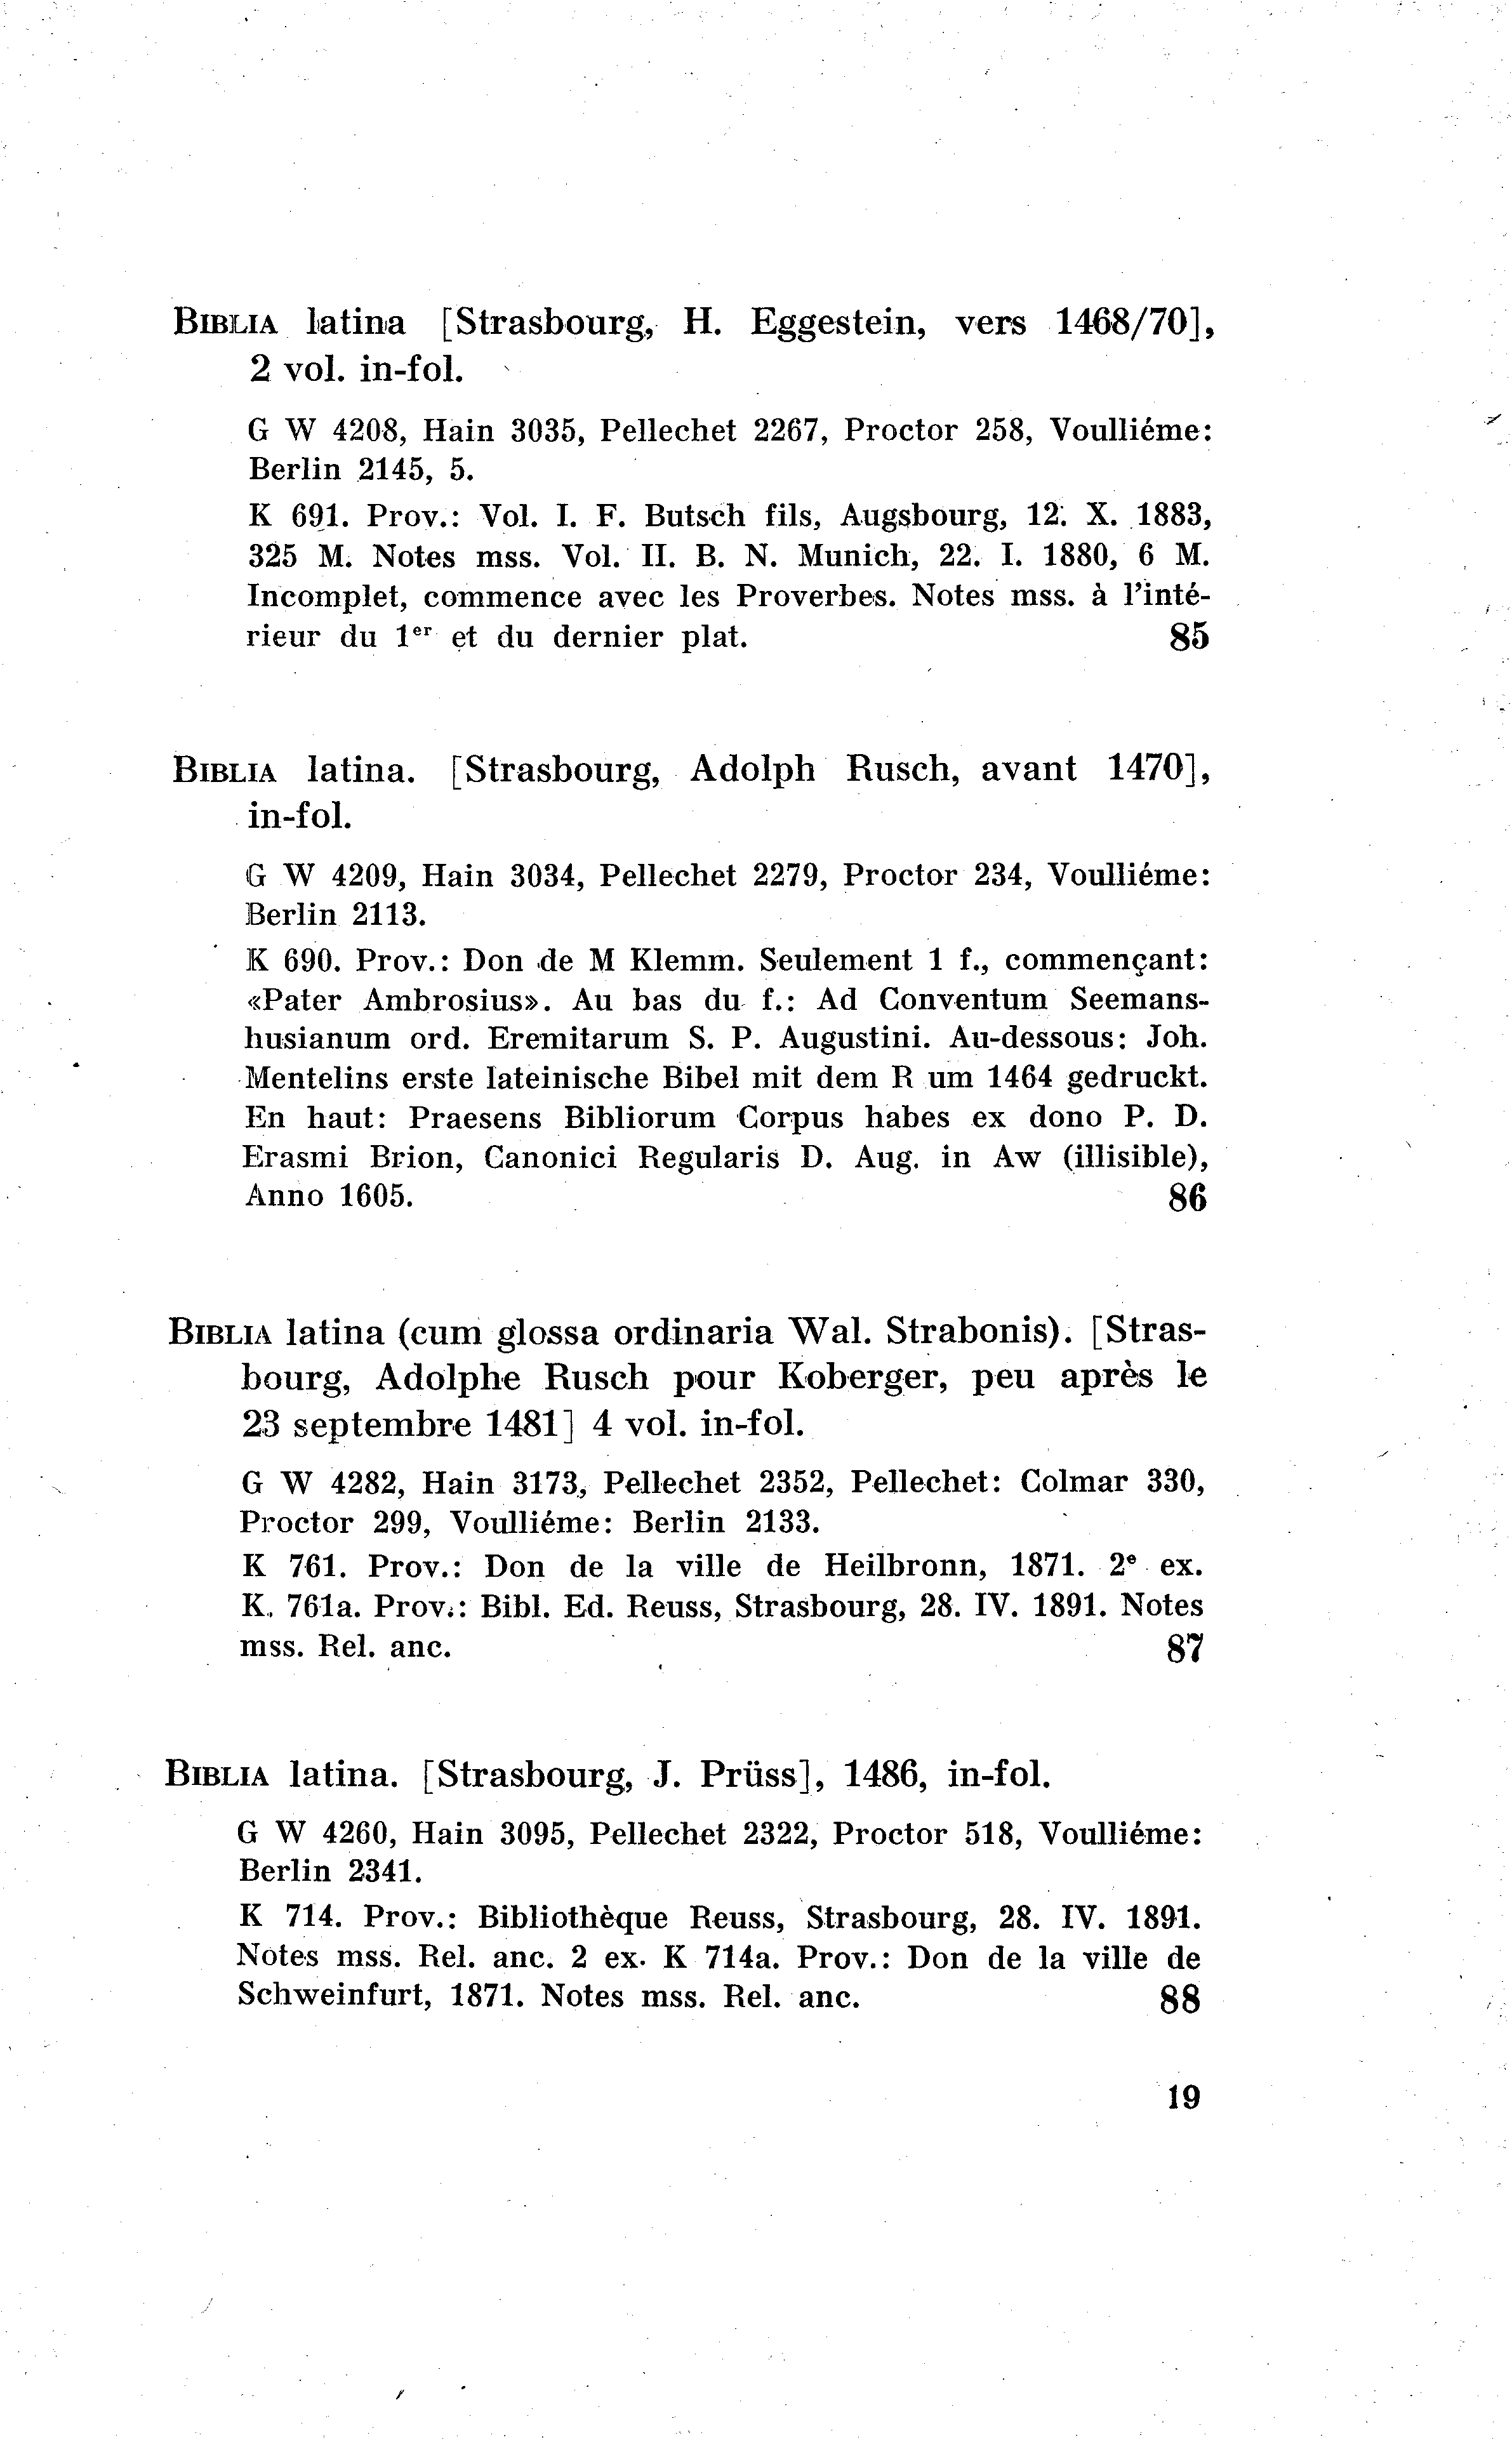 BIBLIA latina [Strasbourg, H. Eggestein, vers 1468/70],
2 vol. in-fol.
G W 4208, Hain 3035, Pellechet 2267, Proctor 258, Voulliéme:
Berlin 2145, 5.
K 691. Prov.: Vol. I. F. Butsch fils, Augsbourg, 12. X. 1883,
325 M. Notes mss. Vol. II. B. N. Munich, 22. I. 1880, 6 M.
Incomplet, commence avec les Proverbes. Notes mss. à l'inté-
rieur du 1er et du dernier plat. 85
BIBLIA latina. [Strasbourg, Adolph Rusch, avant 1470],
in-fol.
G W 4209, Hain 3034, Pellechet 2279, Proctor 234, Voulliéme:
Berlin 2113.
K 690. Prov.: Don de M Klemm. Seulement 1 f., commençant:
«Pater Ambrosius». Au bas du f.: Ad Conventum Seemans-
husianum ord. Eremitarum S. P. Augustini. Au-dessous: Joh.
Mentelins erste lateinische Bibel mit dem R um 1464 gedruckt.
En haut: Praesens Bibliorum Corpus habes ex dono P. D.
Erasmi Brion, Canonici Regularis D. Aug. in Aw (illisible),
Anno 1605. 86
BIBLIA latina (cum glossa ordinaria Wal. Strabonis). [Stras-
bourg, Adolphe Rusch pour Koberger, peu après le
23 septembre 1481] 4 vol. in-fol.
G W 4282, Hain 3173, Pellechet 2352, Pellechet: Colmar 330,
Proctor 299, Voulliéme: Berlin 2133.
K 761. Prov.: Don de la ville de Heilbronn, 1871. 2e ex.
K. 761a. Prov.: Bibl. Ed. Reuss, Strasbourg, 28. IV. 1891. Notes
mss. Rel. anc. 87
BIBLIA latina. [Strasbourg, J. Prüss], 1486, in-fol.
G W 4260, Hain 3095, Pellechet 2322, Proctor 518, Voulliéme:
Berlin 2341.
K 714. Prov.: Bibliothèque Reuss, Strasbourg, 28. IV. 1891.
Notes mss. Rel. anc. 2 ex. K 714a. Prov.: Don de la ville de
Schweinfurt, 1871. Notes mss. Rel. anc. 88
19